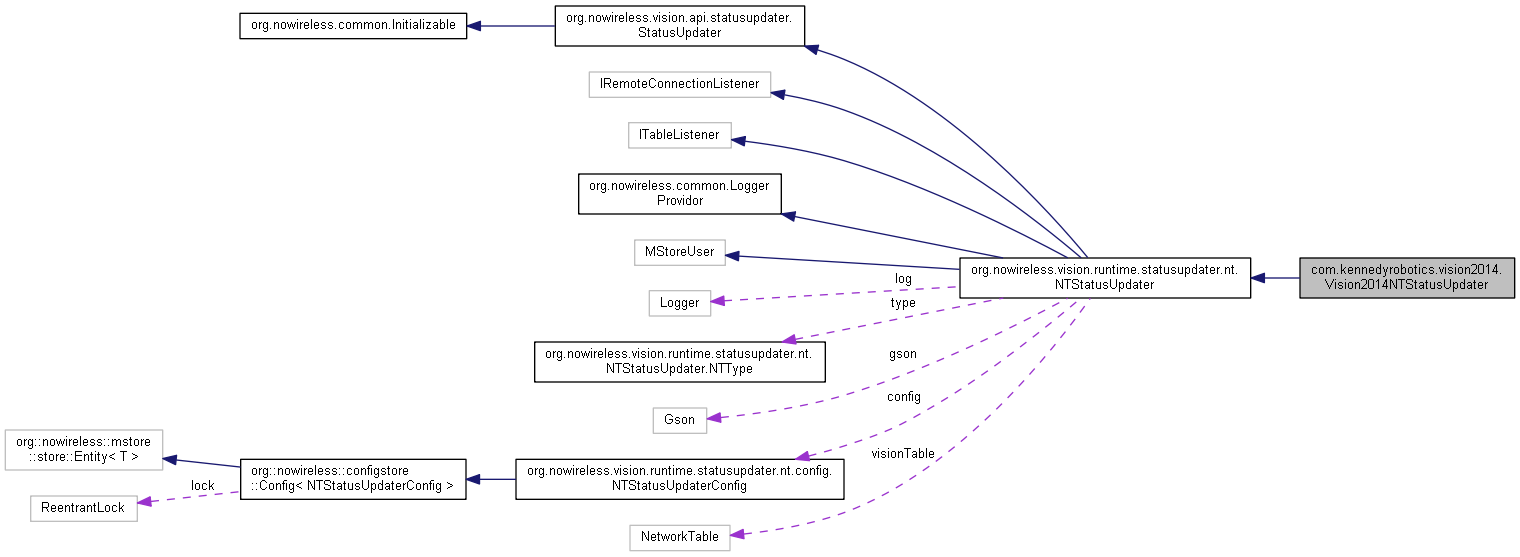 org.nowireless.common.Initializable
org.nowireless.vision.api.statusupdater.
StatusUpdater
IRemoteConnectionListener
ITableListener
org.nowireless.common.Logger
Providor
MStoreUser
Logger
log
type
org.nowireless.vision.runtime.statusupdater.nt.
NTStatusUpdater
com.kennedyrobotics.vision2014.
Vision2014NTStatusUpdater
org.nowireless.vision.runtime.statusupdater.nt.
NTStatusUpdater.NTType
gson
Gson
config
visionTable
org::nowireless::mstore
::store::Entity< T >
org::nowireless::configstore
::Config< NTStatusUpdaterConfig >
org.nowireless.vision.runtime.statusupdater.nt.config.
NTStatusUpdaterConfig
lock
ReentrantLock
NetworkTable